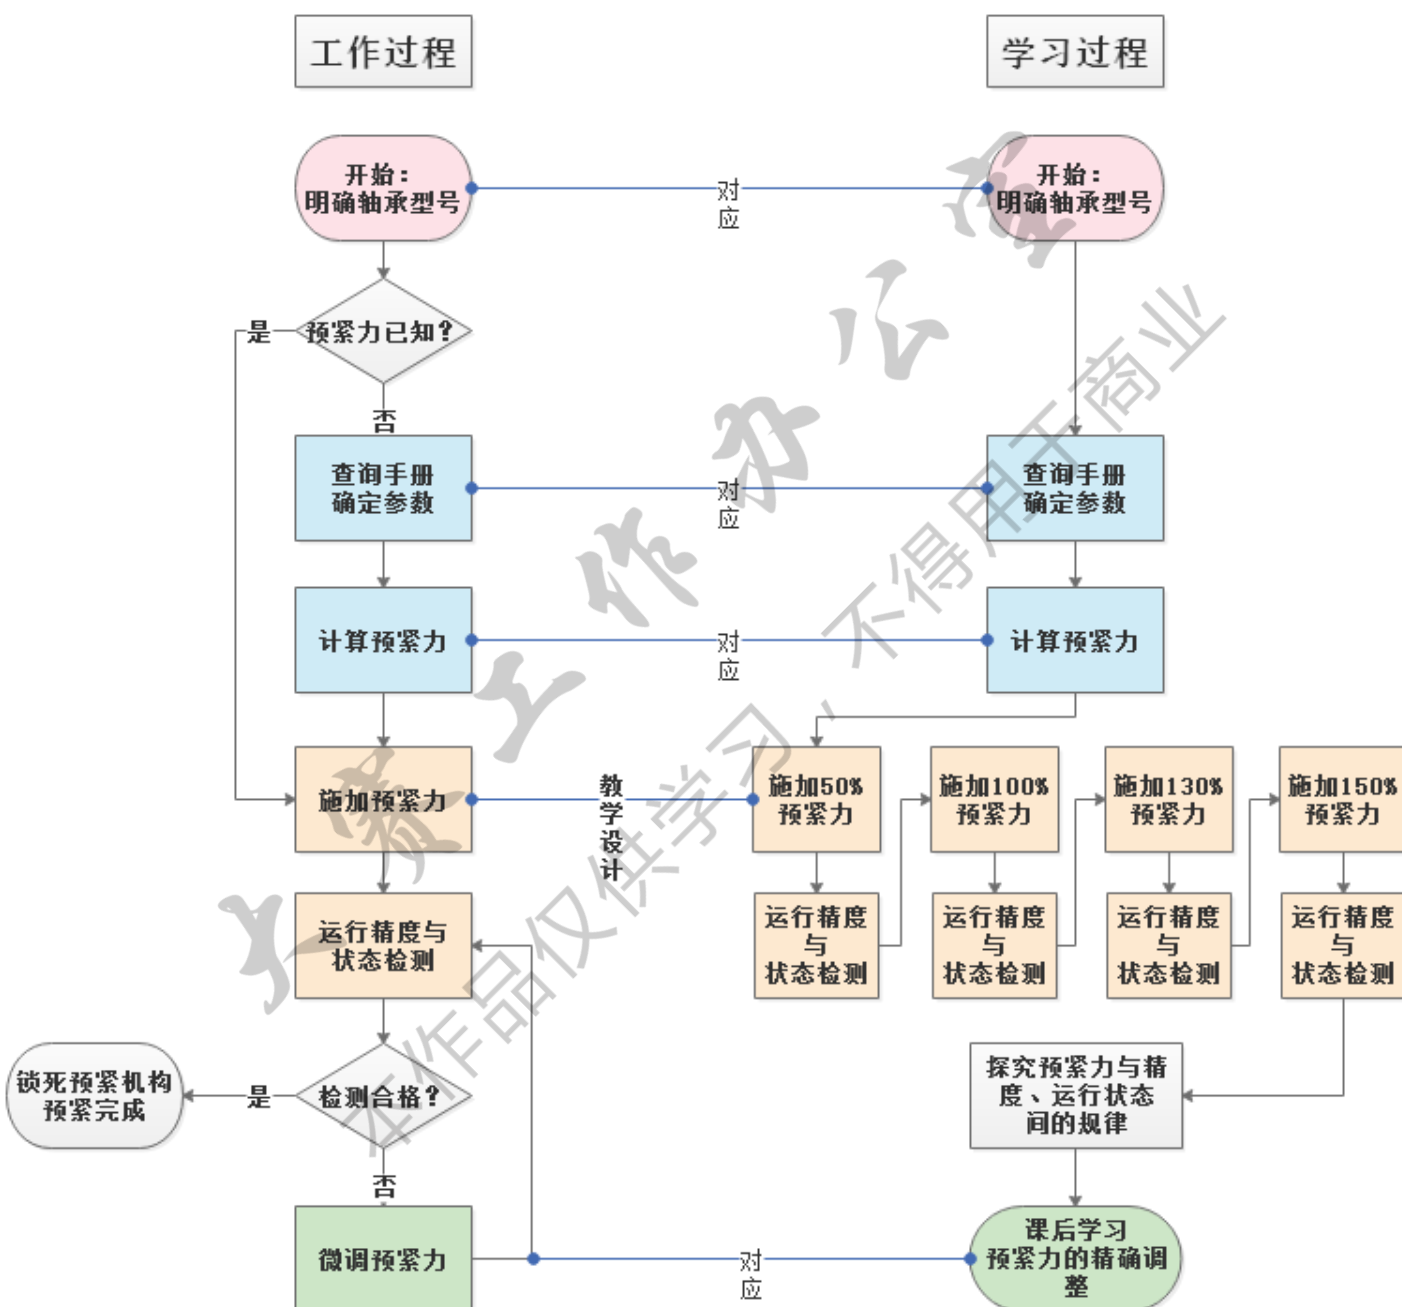 工作过程
学习过程
开始：
明确轴承型号
对
应
开始：
明确轴承型号
预紧力已知？
是
否
查询手册
确定参数
对
应
查询手册
确定参数
计算预紧力
对
应
计算预紧力
施加预紧力
教
学
设
计
施加50%
预紧力
施加100%
预紧力
施加130%
预紧力
施加150%
预紧力
运行精度与
状态检测
运行精度
与
状态检测
运行精度
与
状态检测
运行精度
与
状态检测
运行精度
与
状态检测
检测合格？
是
锁死预紧机构
预紧完成
否
探究预紧力与精
度、运行状态
间的规律
微调预紧力
对
应
课后学习
预紧力的精确调
整
大赛工作办公室
本作品仅供学习，不得用于商业